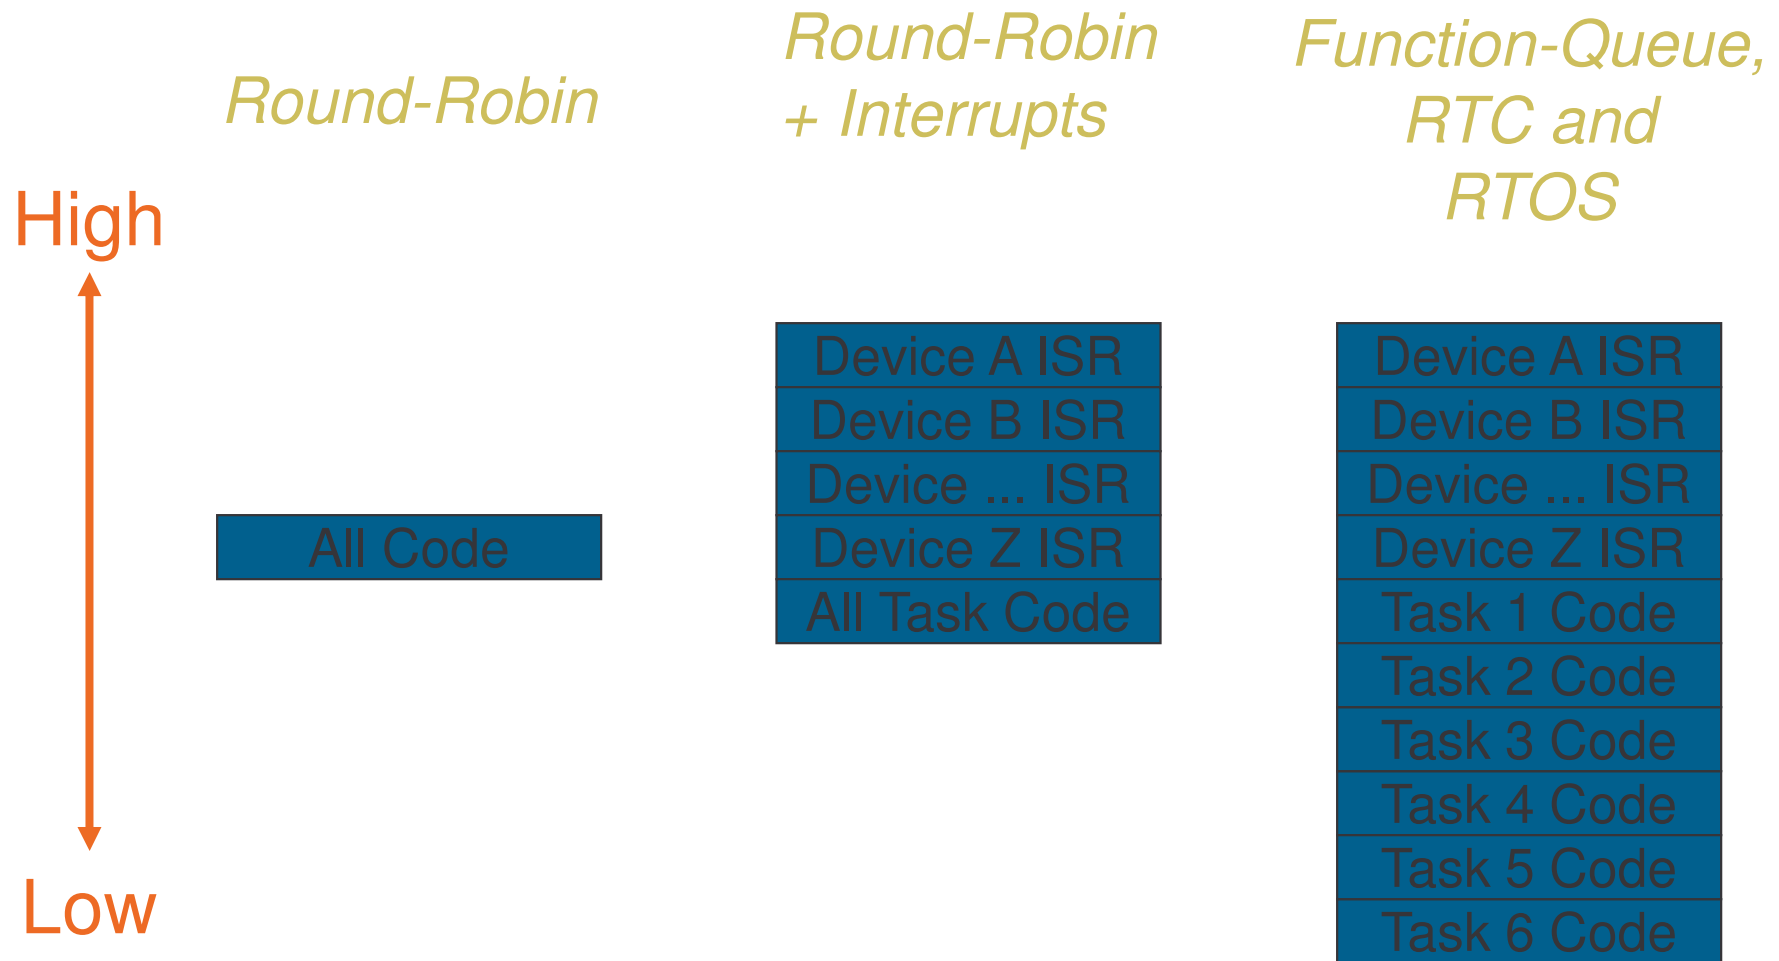 Round-Robin
Round-Robin
+ Interrupts
Function-Queue,
RTC and
RTOS
High
Low
All Code
Device A ISR
Device B ISR
Device ... ISR
Device Z ISR
All Task Code
Device A ISR
Device B ISR
Device ... ISR
Device Z ISR
Task 1 Code
Task 2 Code
Task 3 Code
Task 4 Code
Task 5 Code
Task 6 Code